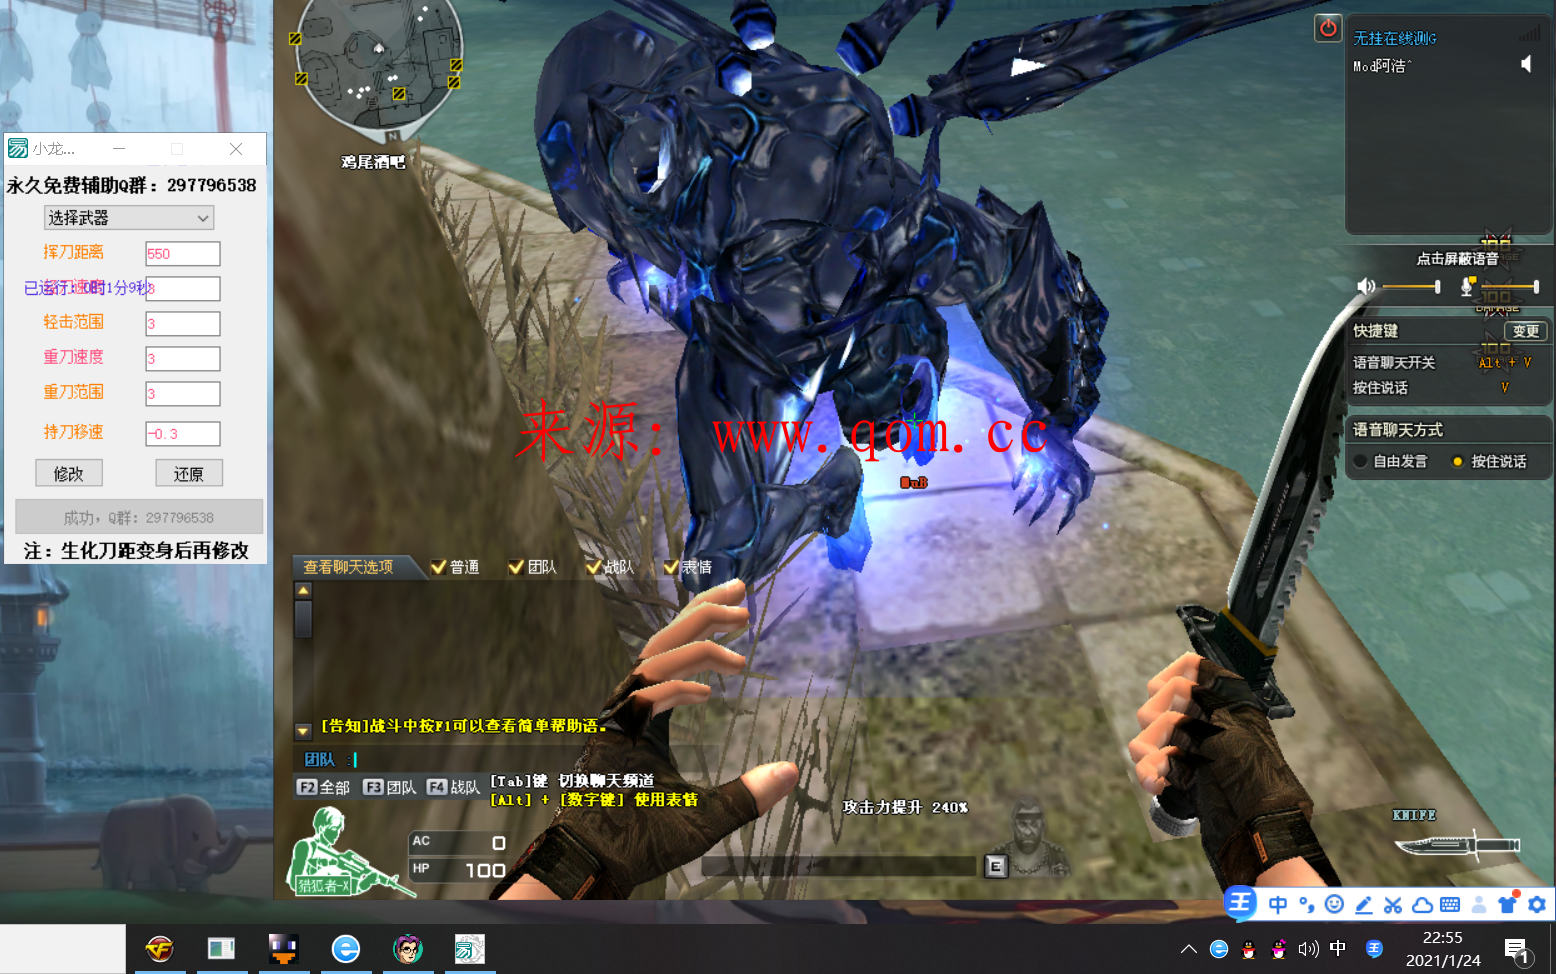 小龙...
永久免费辅助Q群：297796538
选择武器
挥刀距离 550
已运行：0时1分9秒 3
轻击范围 3
重刀速度 3
重刀范围 3
持刀移速 -0.3
修改 还原
成功，Q群：297796538
注：生化刀距变身后再修改
N
鸡尾酒吧
来源：www.qom.cc
无挂在线测G
Mod阿浩^
点击屏蔽语音
快捷键 变更
语音聊天开关 Alt + V
按住说话 V
语音聊天方式
自由发言 按住说话
查看聊天选项 普通 团队 战队 表情
[告知]战斗中按F1可以查看简单帮助语。
团队 :
F2 全部 F3 团队 F4 战队 [Tab]键 切换聊天频道
[Alt] + [数字键] 使用表情
攻击力提升 240%
AC 0
HP 100
猎狐者-X
E
KNIFE
王 中
中 王
22:55
2021/1/24
1